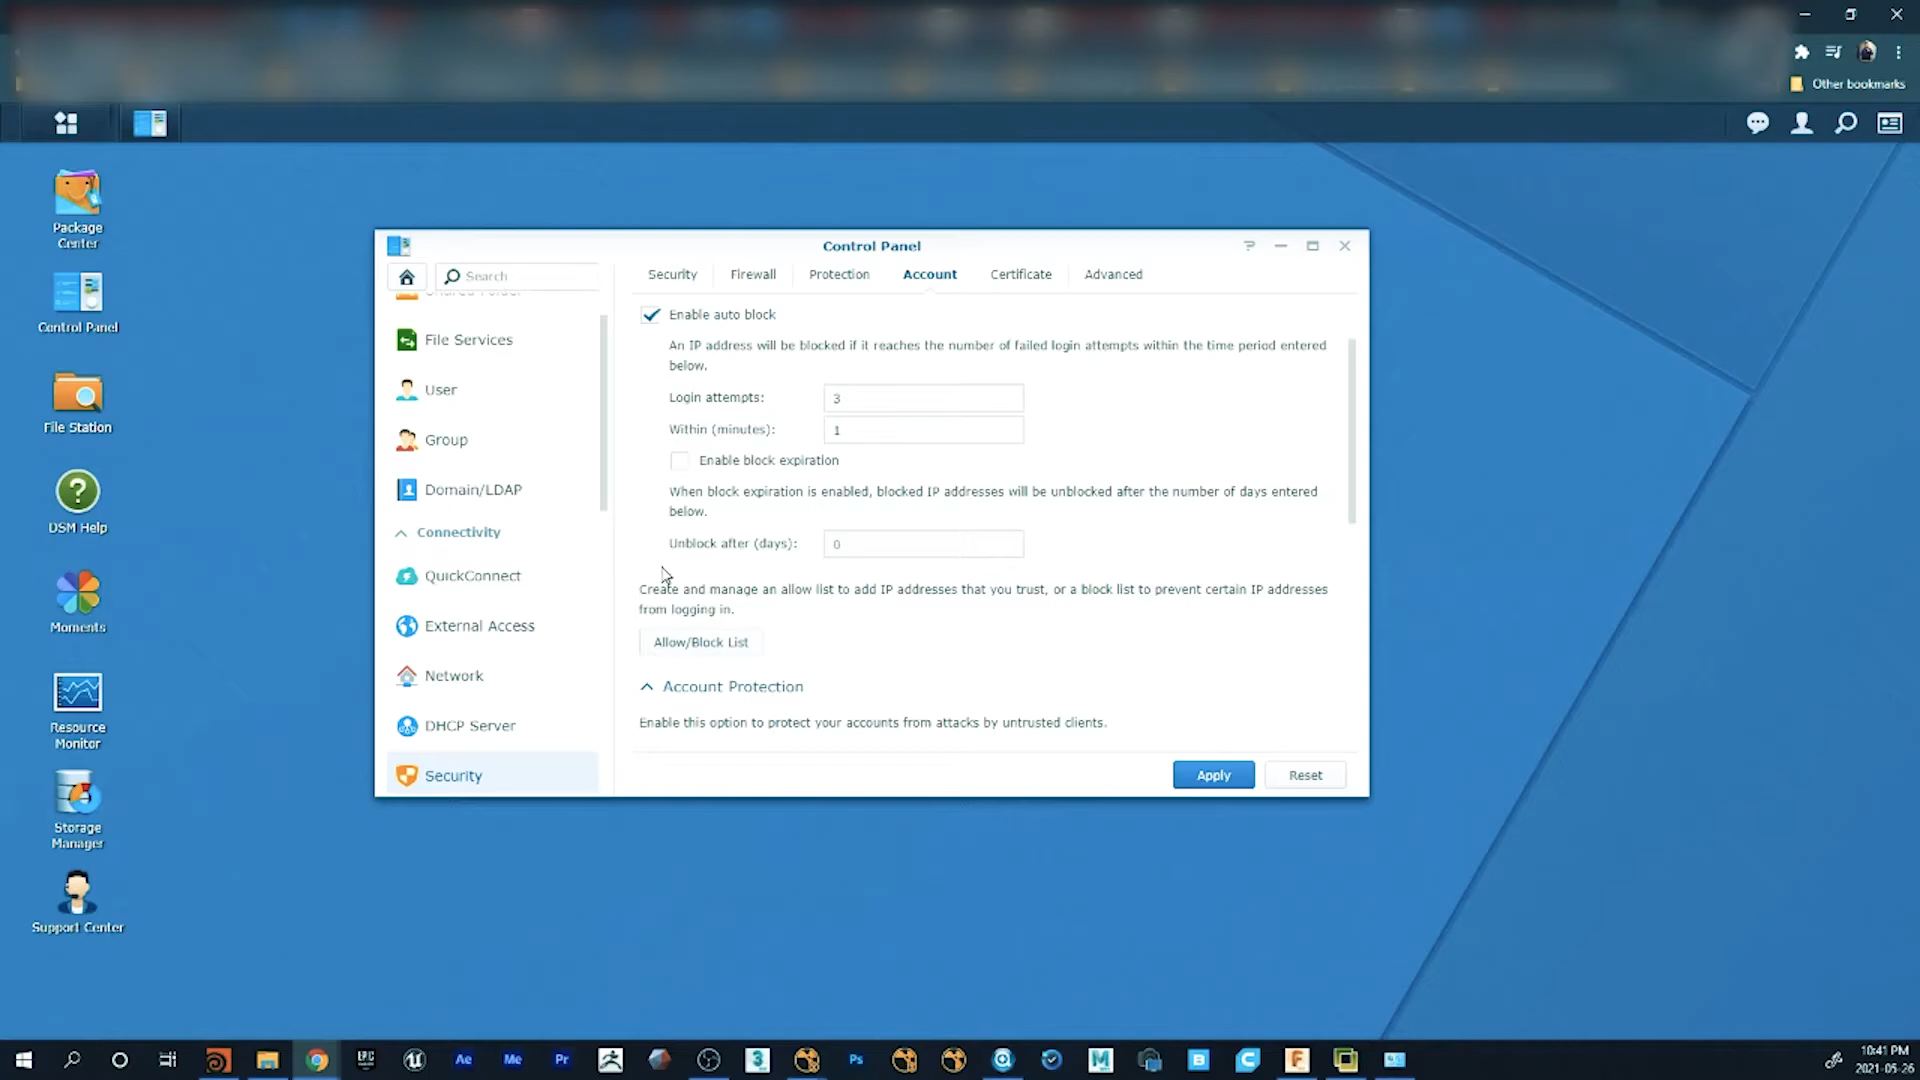 Other bookmarks
Package
Center
Control Panel
File Station
DSM Help
Moments
Resource
Monitor
Storage
Manager
Support Center
Control Panel
Search
Shared Folder
File Services
User
Group
Domain/LDAP
Connectivity
QuickConnect
External Access
Network
DHCP Server
Security
Security
Firewall
Protection
Account
Certificate
Advanced
Enable auto block
An IP address will be blocked if it reaches the number of failed login attempts within the time period entered
below.
Login attempts: 3
Within (minutes): 1
Enable block expiration
When block expiration is enabled, blocked IP addresses will be unblocked after the number of days entered
below.
Unblock after (days): 0
Create and manage an allow list to add IP addresses that you trust, or a block list to prevent certain IP addresses
from logging in.
Allow/Block List
Account Protection
Enable this option to protect your accounts from attacks by untrusted clients.
Apply
Reset
EPIC
Ae
Me
Pr
3
Ps
M
B
C
F
10:41 PM
2021-05-26